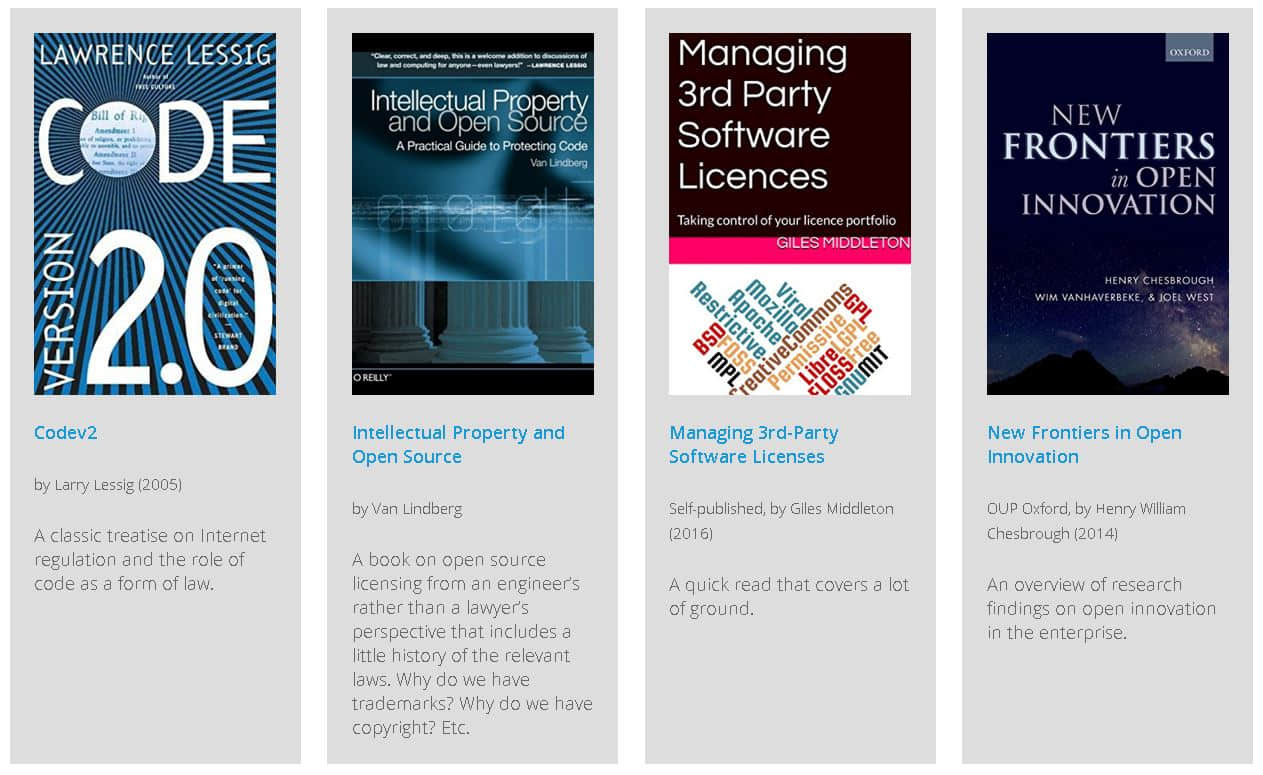 LAWRENCE LESSIG
Author of
FREE CULTURE
CODE
Bill of Rig
Amendment I
Amendment II
VERSION
2.0
"A primer
of 'running
code' for
digital
civilization."
—
STEWART
BRAND
Codev2
by Larry Lessig (2005)
A classic treatise on Internet
regulation and the role of
code as a form of law.
"Clear, correct, and deep, this is a welcome addition to discussions of
law and computing for anyone—even lawyers!" —LAWRENCE LESSIG
Intellectual Property
and Open Source
A Practical Guide to Protecting Code
Van Lindberg
O REILLY™
Intellectual Property and
Open Source
by Van Lindberg
A book on open source
licensing from an engineer's
rather than a lawyer's
perspective that includes a
little history of the relevant
laws. Why do we have
trademarks? Why do we have
copyright? Etc.
Managing
3rd Party
Software
Licences
Taking control of your licence portfolio
GILES MIDDLETON
Restrictive
Apache
Mozilla
Viral
BSD
FOSS
MPL
CreativeCommons
Permissive
GPL
LGPL
Libre
FLOSS
Free
GNU
MIT
Managing 3rd-Party
Software Licenses
Self-published, by Giles Middleton
(2016)
A quick read that covers a lot
of ground.
OXFORD
NEW
FRONTIERS
in OPEN
INNOVATION
HENRY CHESBROUGH
WIM VANHAVERBEKE, & JOEL WEST
New Frontiers in Open
Innovation
OUP Oxford, by Henry William
Chesbrough (2014)
An overview of research
findings on open innovation
in the enterprise.